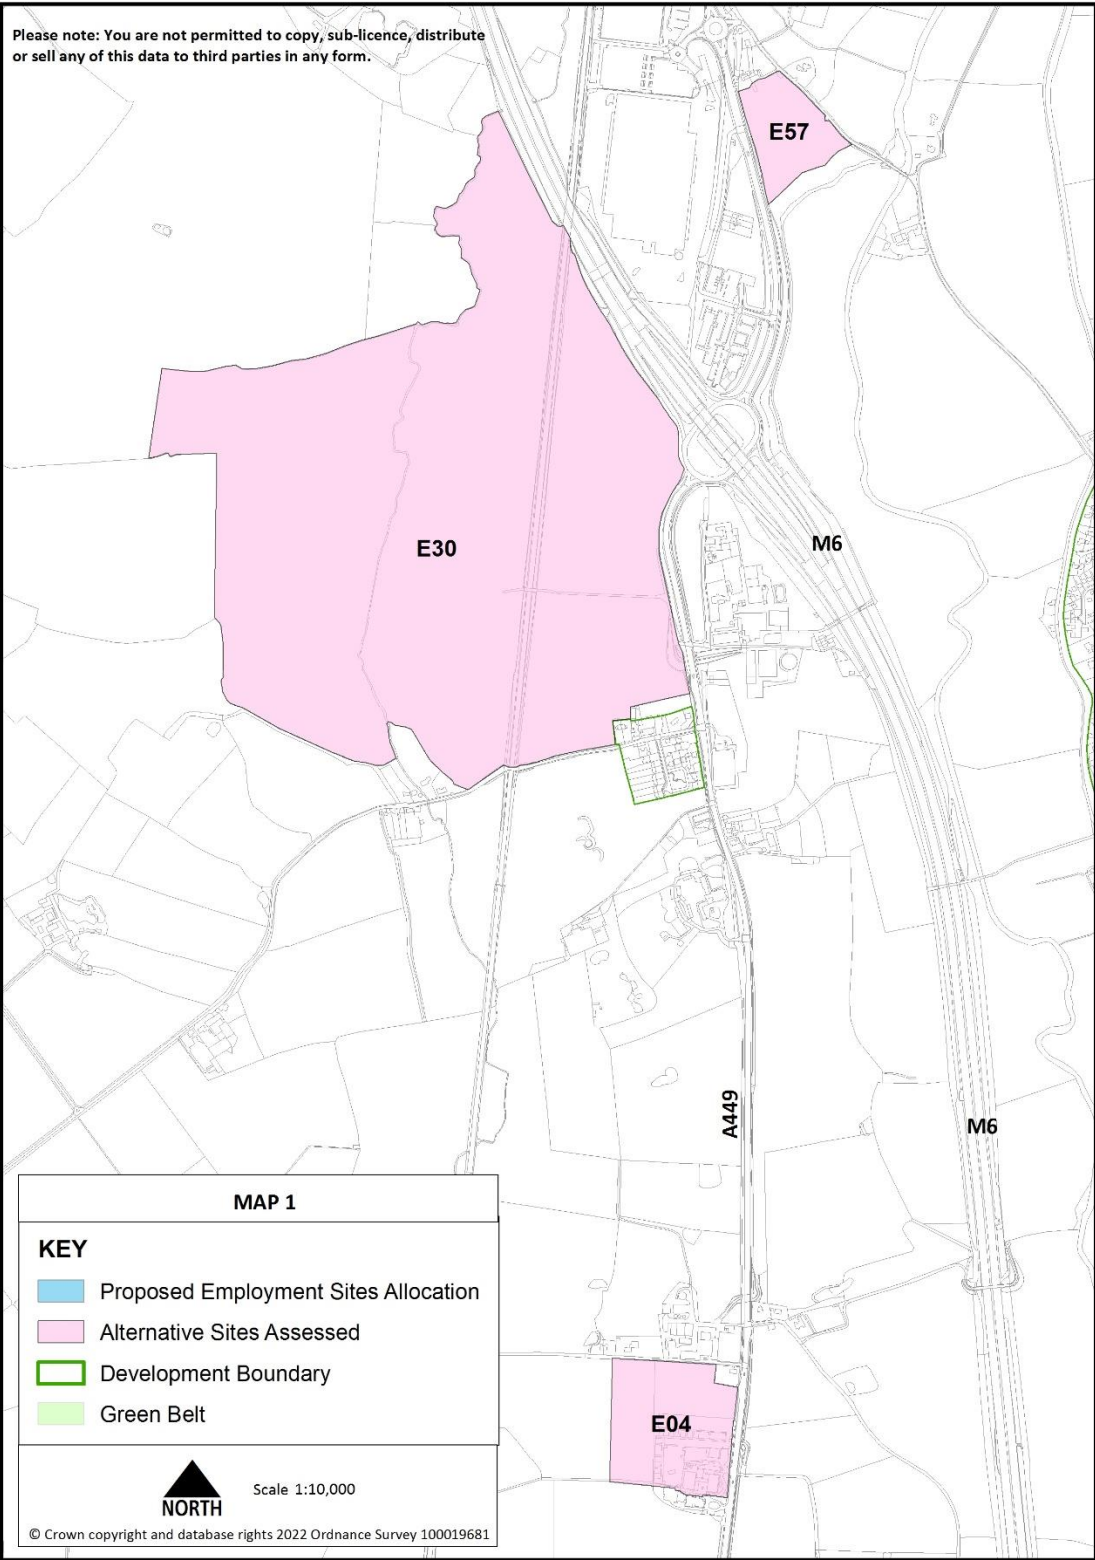 Please note: You are not permitted to copy, sub-licence, distribute
or sell any of this data to third parties in any form.
E57
E30
M6
A449
M6
MAP 1
KEY
Proposed Employment Sites Allocation
Alternative Sites Assessed
Development Boundary
Green Belt
E04
NORTH
Scale 1:10,000
© Crown copyright and database rights 2022 Ordnance Survey 100019681